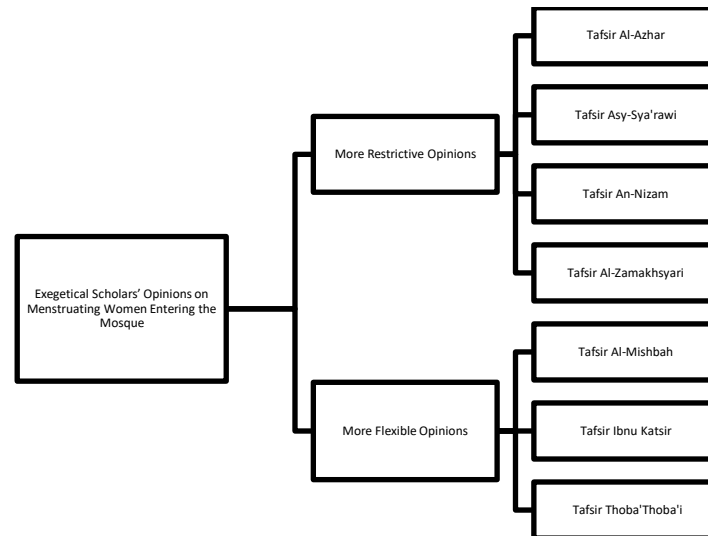 Exegetical Scholars’ Opinions on
Menstruating Women Entering the
Mosque
More Restrictive Opinions
Tafsir Al-Azhar
Tafsir Asy-Sya'rawi
Tafsir An-Nizam
Tafsir Al-Zamakhsyari
More Flexible Opinions
Tafsir Al-Mishbah
Tafsir Ibnu Katsir
Tafsir Thoba'Thoba'i